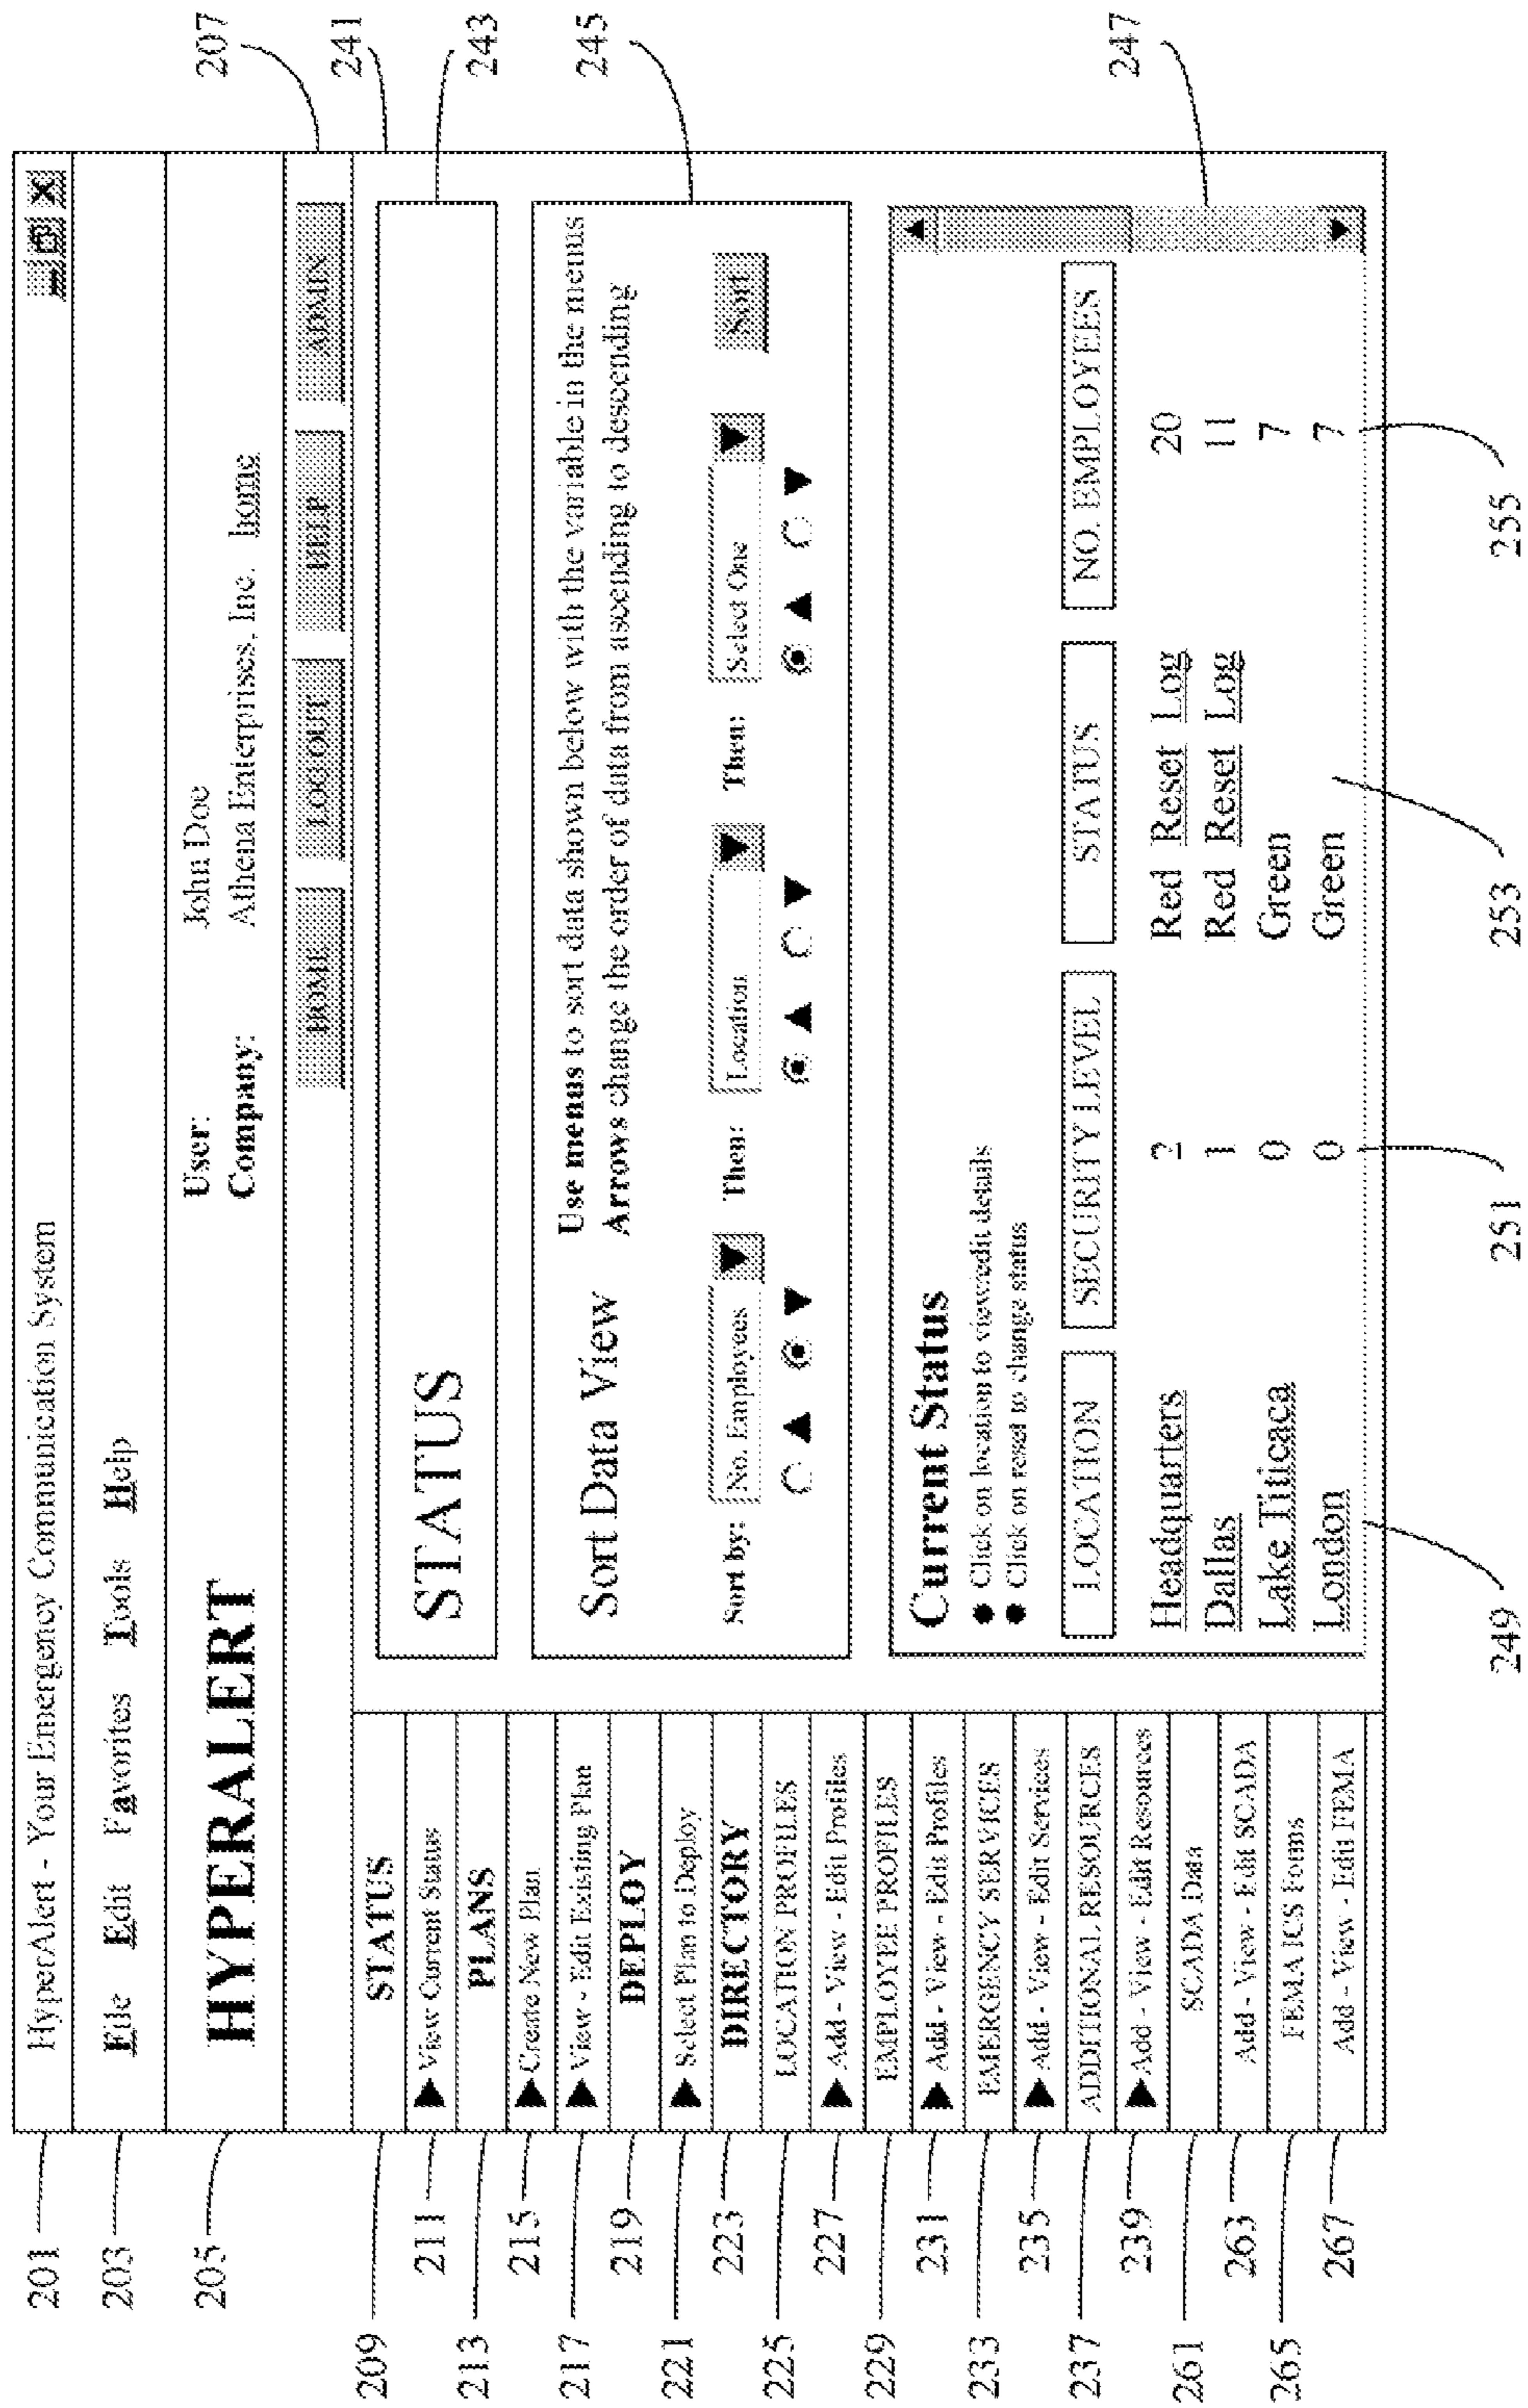 HyperAlert - Your Emergency Communication System
File Edit Favorites Tools Help
HYPERALERT
User: John Doe
Company: Athena Enterprises, Inc. home
HOME LOG OUT HELP ADMIN
STATUS
View Current Status
PLANS
Create New Plan
View - Edit Existing Plan
DEPLOY
Select Plan to Deploy
DIRECTORY
LOCATION PROFILES
Add - View - Edit Profiles
EMPLOYEE PROFILES
Add - View - Edit Profiles
EMERGENCY SERVICES
Add - View - Edit Services
ADDITIONAL RESOURCES
Add - View - Edit Resources
SCADA Data
Add - View - Edit SCADA
FEMA ICS Forms
Add - View - Edit FEMA
STATUS
Sort Data View
Use menus to sort data shown below with the variable in the menus
Arrows change the order of data from ascending to descending
Sort by: No. Employees Then: Location Then: Select One Sort
Current Status
Click on location to view/edit details
Click on reset to change status
LOCATION SECURITY LEVEL STATUS NO. EMPLOYEES
Headquarters 2 Red Reset Log 20
Dallas 1 Red Reset Log 11
Lake Titicaca 0 Green 7
London 0 Green 7
201
203
205
209
211
213
215
217
219
221
223
225
227
229
231
233
235
237
239
261
263
265
267
207
241
243
245
247
249
251
253
255